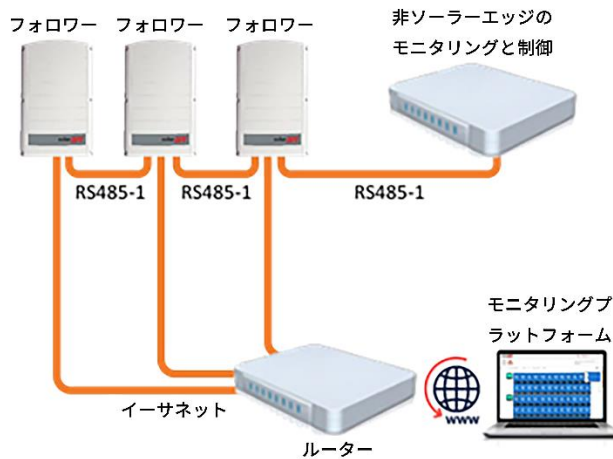 フォロワー
フォロワー
フォロワー
非ソーラーエッジの
モニタリングと制御
RS485-1
RS485-1
RS485-1
モニタリングプ
ラットフォーム
www
イーサネット
ルーター